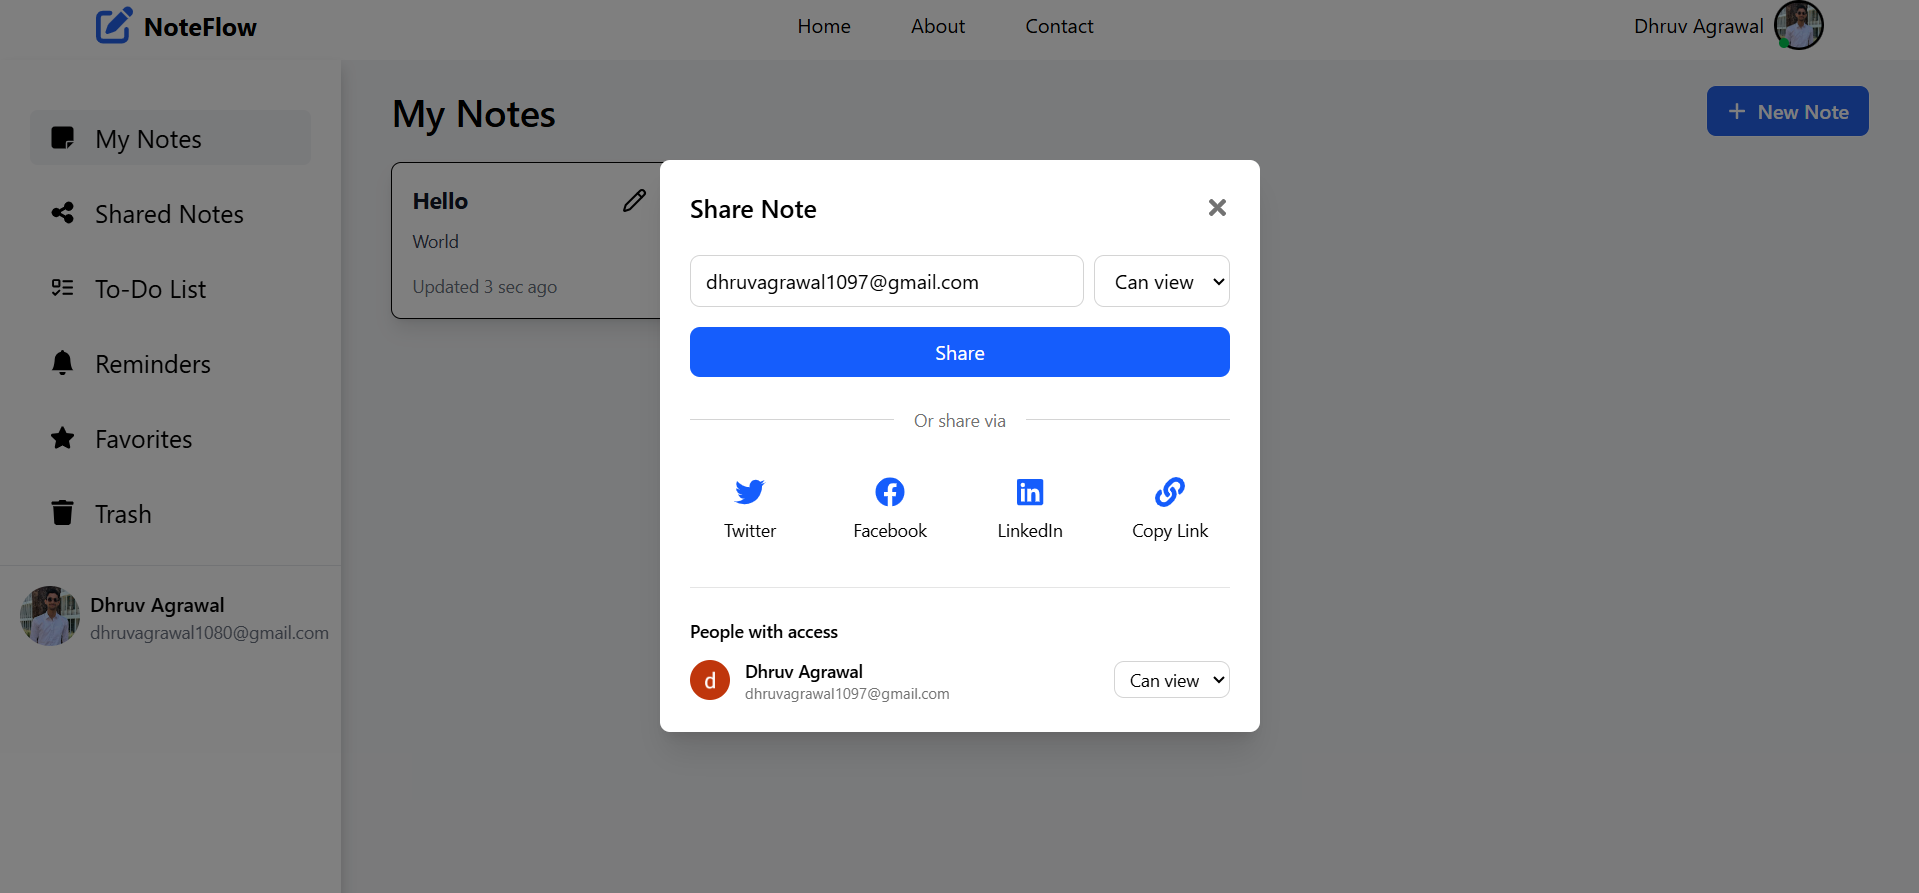 NoteFlow
Home
About
Contact
Dhruv Agrawal
My Notes
Shared Notes
To-Do List
Reminders
Favorites
Trash
Dhruv Agrawal
dhruvagrawal1080@gmail.com
My Notes
+ New Note
Hello
World
Updated 3 sec ago
Share Note
dhruvagrawal1097@gmail.com
Can view
Share
Or share via
Twitter
Facebook
LinkedIn
Copy Link
People with access
d
Dhruv Agrawal
dhruvagrawal1097@gmail.com
Can view